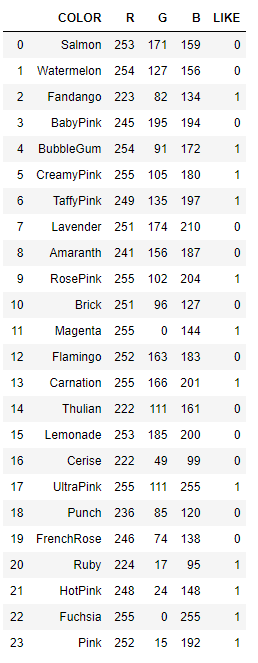 COLOR R G B LIKE
0 Salmon 253 171 159 0
1 Watermelon 254 127 156 0
2 Fandango 223 82 134 1
3 BabyPink 245 195 194 0
4 BubbleGum 254 91 172 1
5 CreamyPink 255 105 180 1
6 TaffyPink 249 135 197 1
7 Lavender 251 174 210 0
8 Amaranth 241 156 187 0
9 RosePink 255 102 204 1
10 Brick 251 96 127 0
11 Magenta 255 0 144 1
12 Flamingo 252 163 183 0
13 Carnation 255 166 201 1
14 Thulian 222 111 161 0
15 Lemonade 253 185 200 0
16 Cerise 222 49 99 0
17 UltraPink 255 111 255 1
18 Punch 236 85 120 0
19 FrenchRose 246 74 138 0
20 Ruby 224 17 95 1
21 HotPink 248 24 148 1
22 Fuchsia 255 0 255 1
23 Pink 252 15 192 1